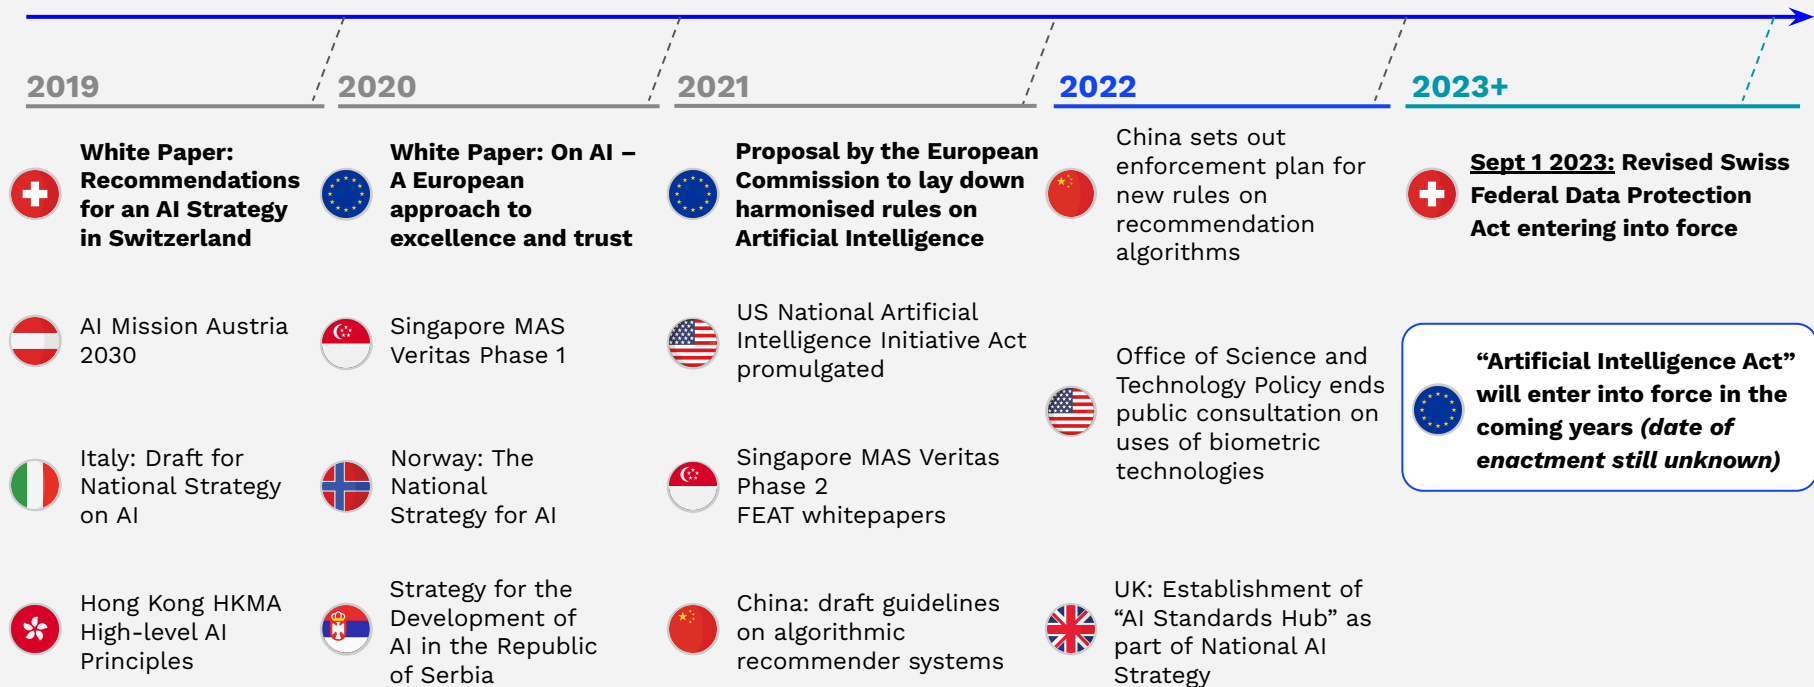 2019
2020
2021
2022
2023+
White Paper:
Recommendations
for an AI Strategy
in Switzerland
AI Mission Austria
2030
Italy: Draft for
National Strategy
on AI
Hong Kong HKMA
High-level AI
Principles
White Paper: On AI –
A European
approach to
excellence and trust
Singapore MAS
Veritas Phase 1
Norway: The
National
Strategy for AI
Strategy for the
Development of
AI in the Republic
of Serbia
Proposal by the European
Commission to lay down
harmonised rules on
Artificial Intelligence
US National Artificial
Intelligence Initiative Act
promulgated
Singapore MAS Veritas
Phase 2
FEAT whitepapers
China: draft guidelines
on algorithmic
recommender systems
China sets out
enforcement plan for
new rules on
recommendation
algorithms
Office of Science and
Technology Policy ends
public consultation on
uses of biometric
technologies
UK: Establishment of
“AI Standards Hub” as
part of National AI
Strategy
Sept 1 2023: Revised Swiss
Federal Data Protection
Act entering into force
“Artificial Intelligence Act”
will enter into force in the
coming years (date of
enactment still unknown)